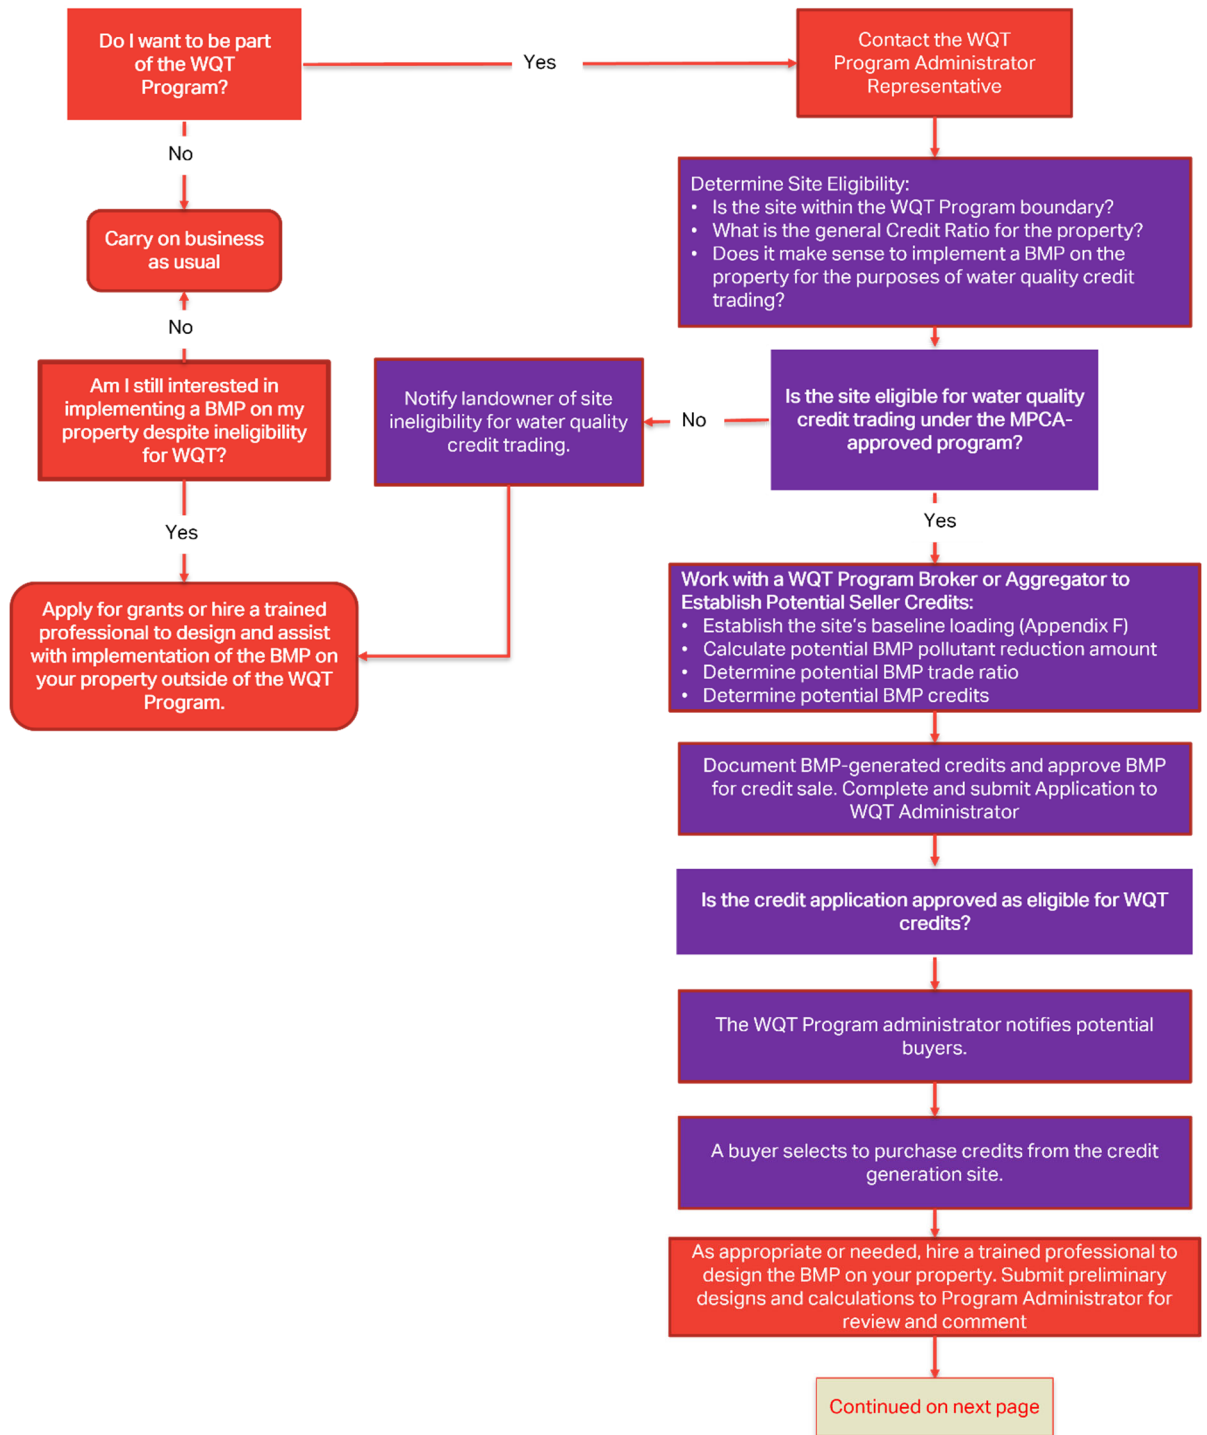 Do I want to be part
of the WQT
Program?
Yes
Contact the WQT
Program Administrator
Representative
No
Carry on business
as usual
Determine Site Eligibility:
• Is the site within the WQT Program boundary?
• What is the general Credit Ratio for the property?
• Does it make sense to implement a BMP on the
property for the purposes of water quality credit
trading?
No
Am I still interested in
implementing a BMP on my
property despite ineligibility
for WQT?
Notify landowner of site
ineligibility for water quality
credit trading.
No
Is the site eligible for water quality
credit trading under the MPCA-
approved program?
Yes
Yes
Apply for grants or hire a trained
professional to design and assist
with implementation of the BMP on
your property outside of the WQT
Program.
Work with a WQT Program Broker or Aggregator to
Establish Potential Seller Credits:
• Establish the site's baseline loading (Appendix F)
• Calculate potential BMP pollutant reduction amount
• Determine potential BMP trade ratio
• Determine potential BMP credits
Document BMP-generated credits and approve BMP
for credit sale. Complete and submit Application to
WQT Administrator
Is the credit application approved as eligible for WQT
credits?
The WQT Program administrator notifies potential
buyers.
A buyer selects to purchase credits from the credit
generation site.
As appropriate or needed, hire a trained professional to
design the BMP on your property. Submit preliminary
designs and calculations to Program Administrator for
review and comment
Continued on next page